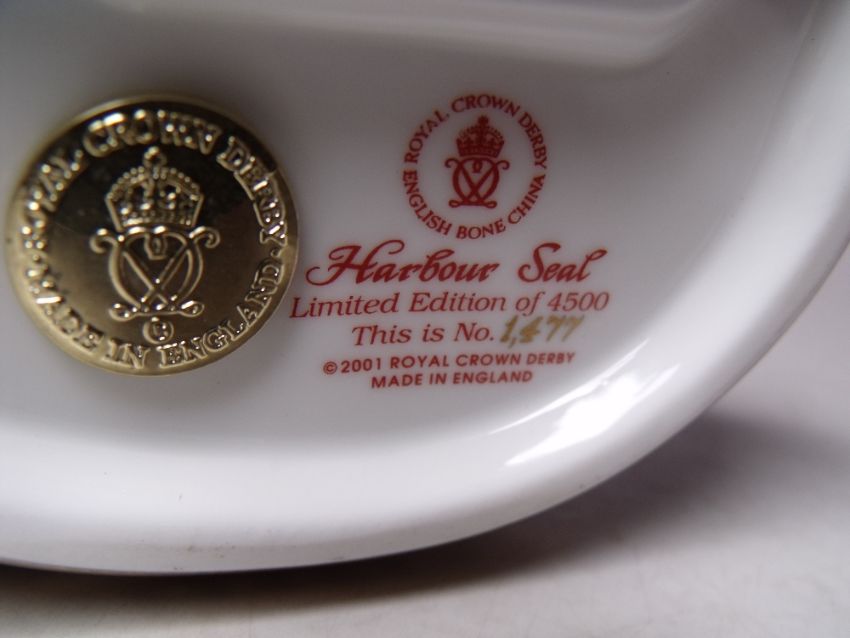 ROYAL CROWN DERBY
MADE IN ENGLAND
ROYAL CROWN DERBY
ENGLISH BONE CHINA
Harbour Seal
Limited Edition of 4500
This is No. 1,477
©2001 ROYAL CROWN DERBY
MADE IN ENGLAND